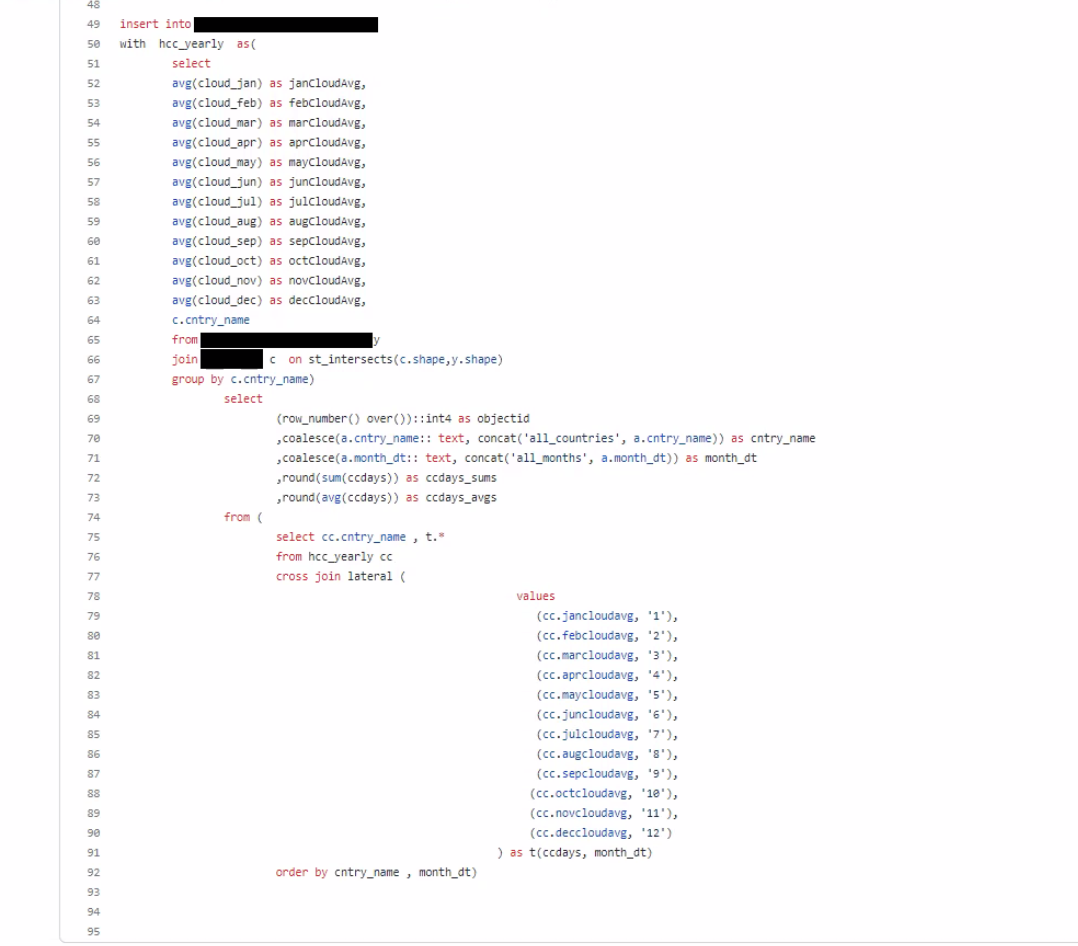 48
49 insert into
50 with hcc_yearly as(
51 select
52 avg(cloud_jan) as janCloudAvg,
53 avg(cloud_feb) as febCloudAvg,
54 avg(cloud_mar) as marCloudAvg,
55 avg(cloud_apr) as aprCloudAvg,
56 avg(cloud_may) as mayCloudAvg,
57 avg(cloud_jun) as junCloudAvg,
58 avg(cloud_jul) as julCloudAvg,
59 avg(cloud_aug) as augCloudAvg,
60 avg(cloud_sep) as sepCloudAvg,
61 avg(cloud_oct) as octCloudAvg,
62 avg(cloud_nov) as novCloudAvg,
63 avg(cloud_dec) as decCloudAvg,
64 c.cntry_name
65 from y
66 join c on st_intersects(c.shape,y.shape)
67 group by c.cntry_name)
68 select
69 (row_number() over())::int4 as objectid
70 ,coalesce(a.cntry_name:: text, concat('all_countries', a.cntry_name)) as cntry_name
71 ,coalesce(a.month_dt:: text, concat('all_months', a.month_dt)) as month_dt
72 ,round(sum(ccdays)) as ccdays_sums
73 ,round(avg(ccdays)) as ccdays_avgs
74 from (
75 select cc.cntry_name , t.*
76 from hcc_yearly cc
77 cross join lateral (
78 values
79 (cc.jancloudavg, '1'),
80 (cc.febcloudavg, '2'),
81 (cc.marcloudavg, '3'),
82 (cc.aprcloudavg, '4'),
83 (cc.maycloudavg, '5'),
84 (cc.juncloudavg, '6'),
85 (cc.julcloudavg, '7'),
86 (cc.augcloudavg, '8'),
87 (cc.sepcloudavg, '9'),
88 (cc.octcloudavg, '10'),
89 (cc.novcloudavg, '11'),
90 (cc.deccloudavg, '12')
91 ) as t(ccdays, month_dt)
92 order by cntry_name , month_dt)
93
94
95